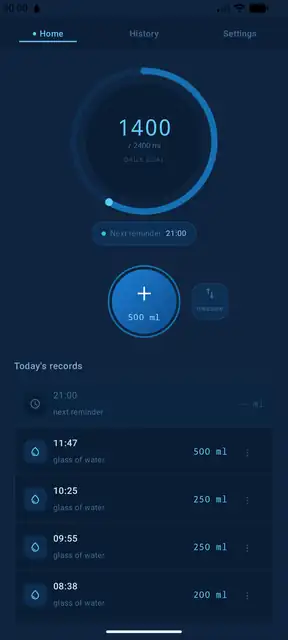 Home
History
Settings
1400
/ 2400 ml
DAILY GOAL
Next reminder 21:00
+
500 ml
Today's records
21:00
next reminder
-- ml
11:47
glass of water
500 ml
10:25
glass of water
250 ml
09:55
glass of water
250 ml
08:38
glass of water
200 ml